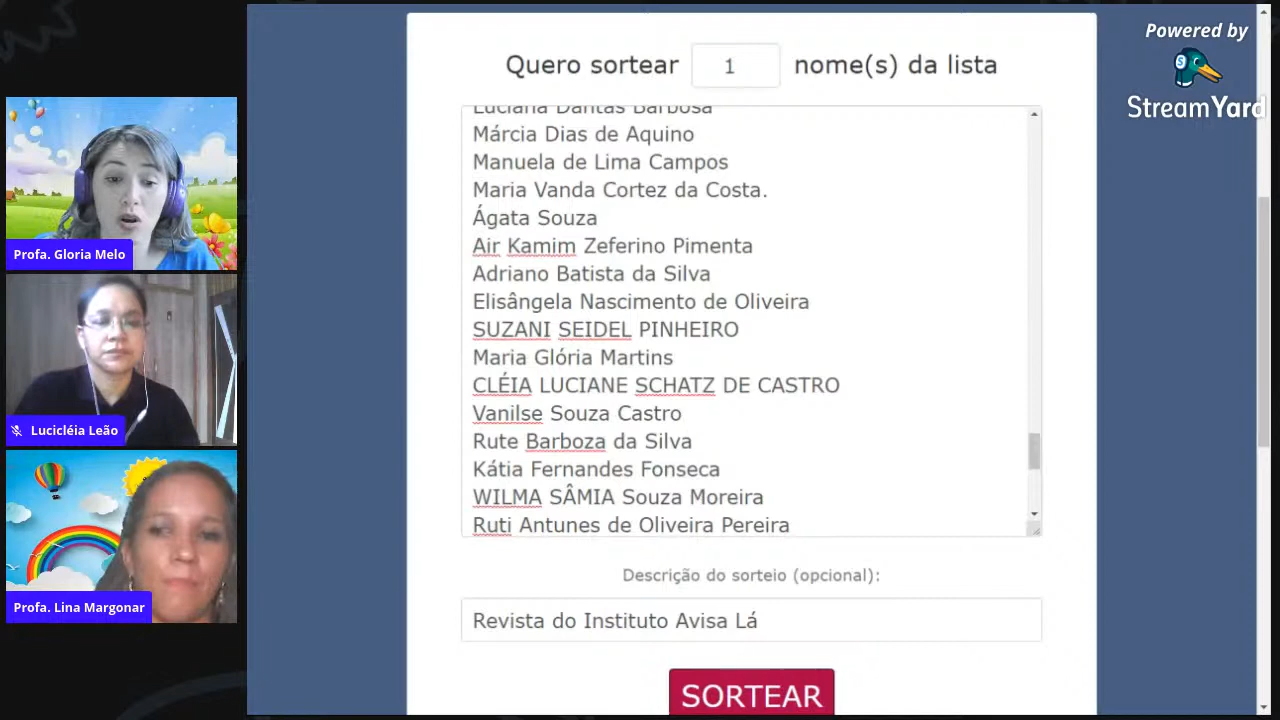 Powered by
StreamYard
Profa. Gloria Melo
Lucicléia Leão
Profa. Lina Margonar
Quero sortear 1 nome(s) da lista
Luciana Dantas Barbosa
Márcia Dias de Aquino
Manuela de Lima Campos
Maria Vanda Cortez da Costa.
Ágata Souza
Air Kamim Zeferino Pimenta
Adriano Batista da Silva
Elisângela Nascimento de Oliveira
SUZANI SEIDEL PINHEIRO
Maria Glória Martins
CLÉIA LUCIANE SCHATZ DE CASTRO
Vanilse Souza Castro
Rute Barboza da Silva
Kátia Fernandes Fonseca
WILMA SÂMIA Souza Moreira
Ruti Antunes de Oliveira Pereira
Descrição do sorteio (opcional):
Revista do Instituto Avisa Lá
SORTEAR